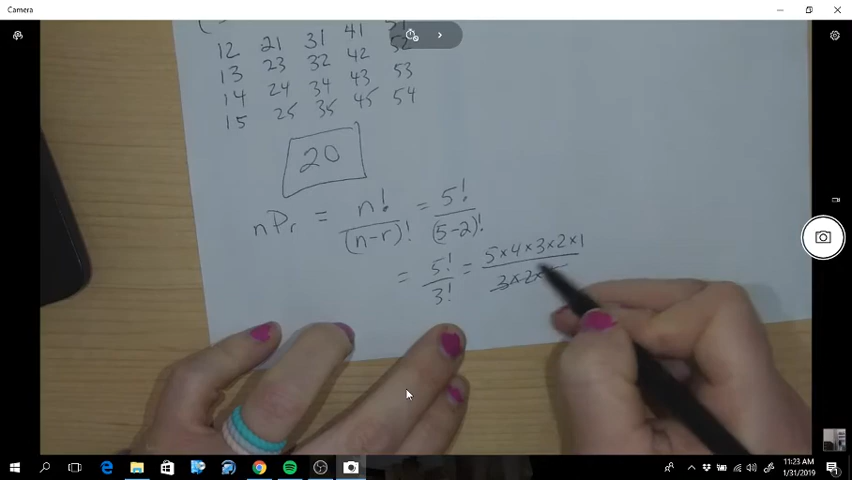 Camera
41
12 21 31 42 52
13 23 32 43 53
14 24 34 45 54
15 25 35
20
nPr = n! / (n-r)! = 5! / (5-2)!
= 5! / 3! = 5×4×3×2×1 / 3×2×
11:23 AM
1/31/2019